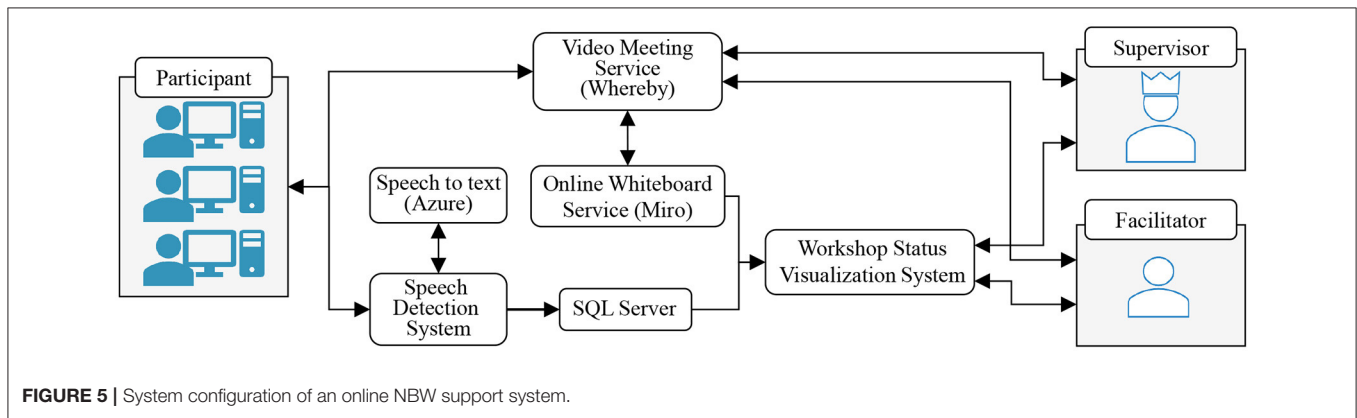 Participant
Video Meeting
Service
(Whereby)
Supervisor
Speech to text
(Azure)
Online Whiteboard
Service (Miro)
Facilitator
Workshop Status
Visualization System
Speech
Detection
System
SQL Server
FIGURE 5 | System configuration of an online NBW support system.